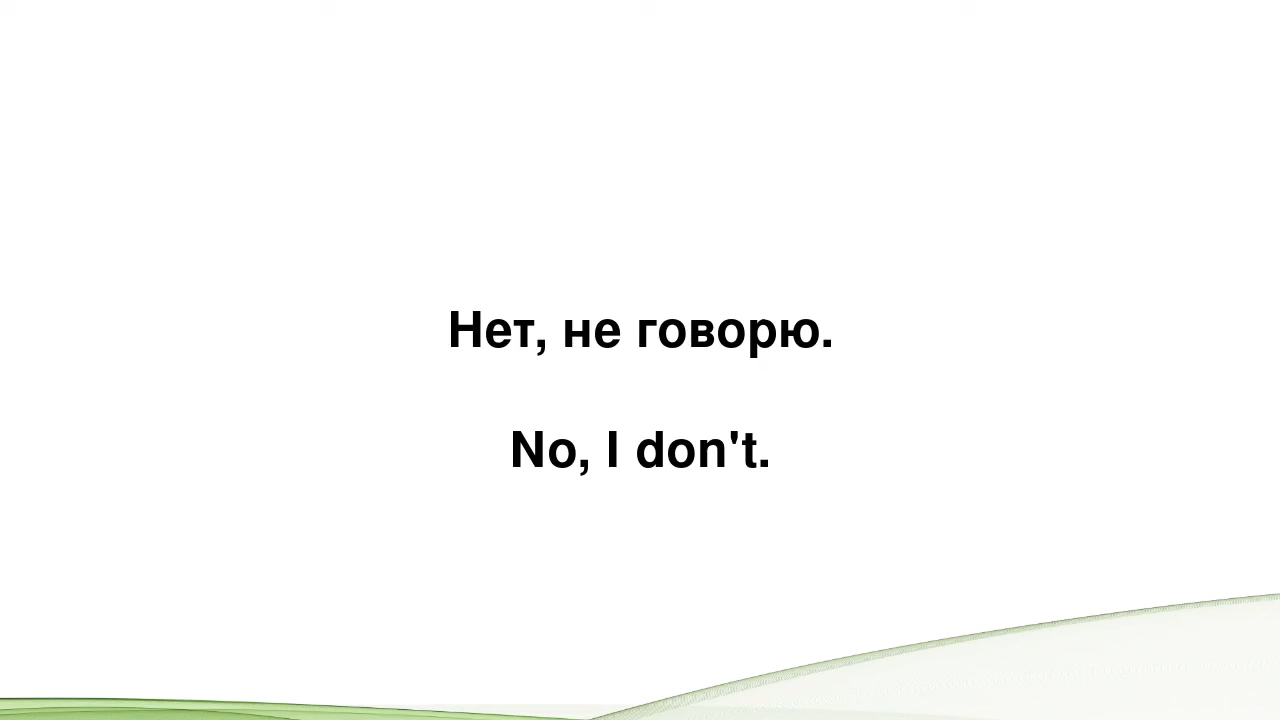 Нет, не говорю.
No, I don't.